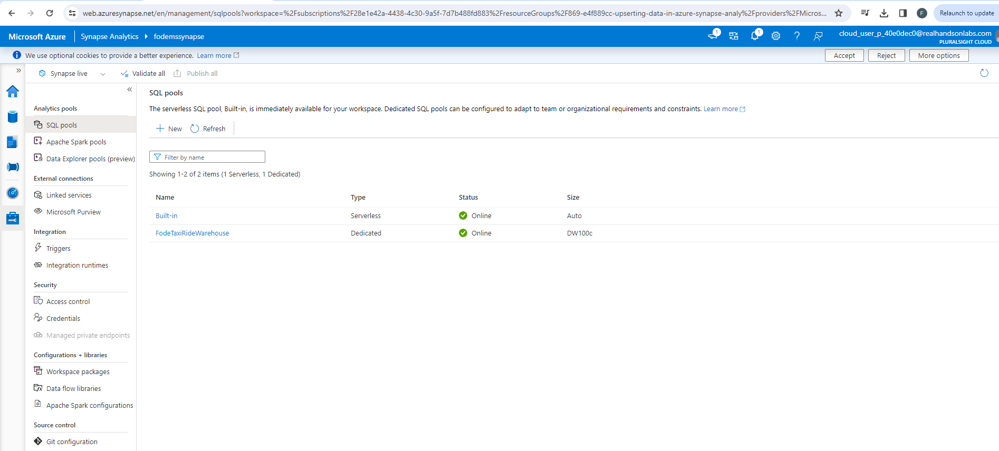 web.azuresynapse.net/en/management/sqlpools?workspace=%2Fsubscriptions%2F28e1e42a-4438-4c30-9a5f-7d7b488fd883%2FresourceGroups%2F869-e4f889cc-upserting-data-in-azure-synapse-analy%2Fproviders%2FMicros...
F
Relaunch to update
Microsoft Azure
Synapse Analytics
fodemssynapse
1
1
?
cloud_user_p_40e0dec0@realhandsonlabs.com
PLURALSIGHT CLOUD
We use optional cookies to provide a better experience. Learn more
Accept
Reject
More options
»
Synapse live
Validate all
Publish all
«
Analytics pools
SQL pools
Apache Spark pools
Data Explorer pools (preview)
External connections
Linked services
Microsoft Purview
Integration
Triggers
Integration runtimes
Security
Access control
Credentials
Managed private endpoints
Configurations + libraries
Workspace packages
Data flow libraries
Apache Spark configurations
Source control
Git configuration
SQL pools
The serverless SQL pool, Built-in, is immediately available for your workspace. Dedicated SQL pools can be configured to adapt to team or organizational requirements and constraints. Learn more
New
Refresh
Filter by name
Showing 1-2 of 2 items (1 Serverless, 1 Dedicated)
Name Type Status Size
Built-in Serverless Online Auto
FodeTaxiRideWarehouse Dedicated Online DW100c